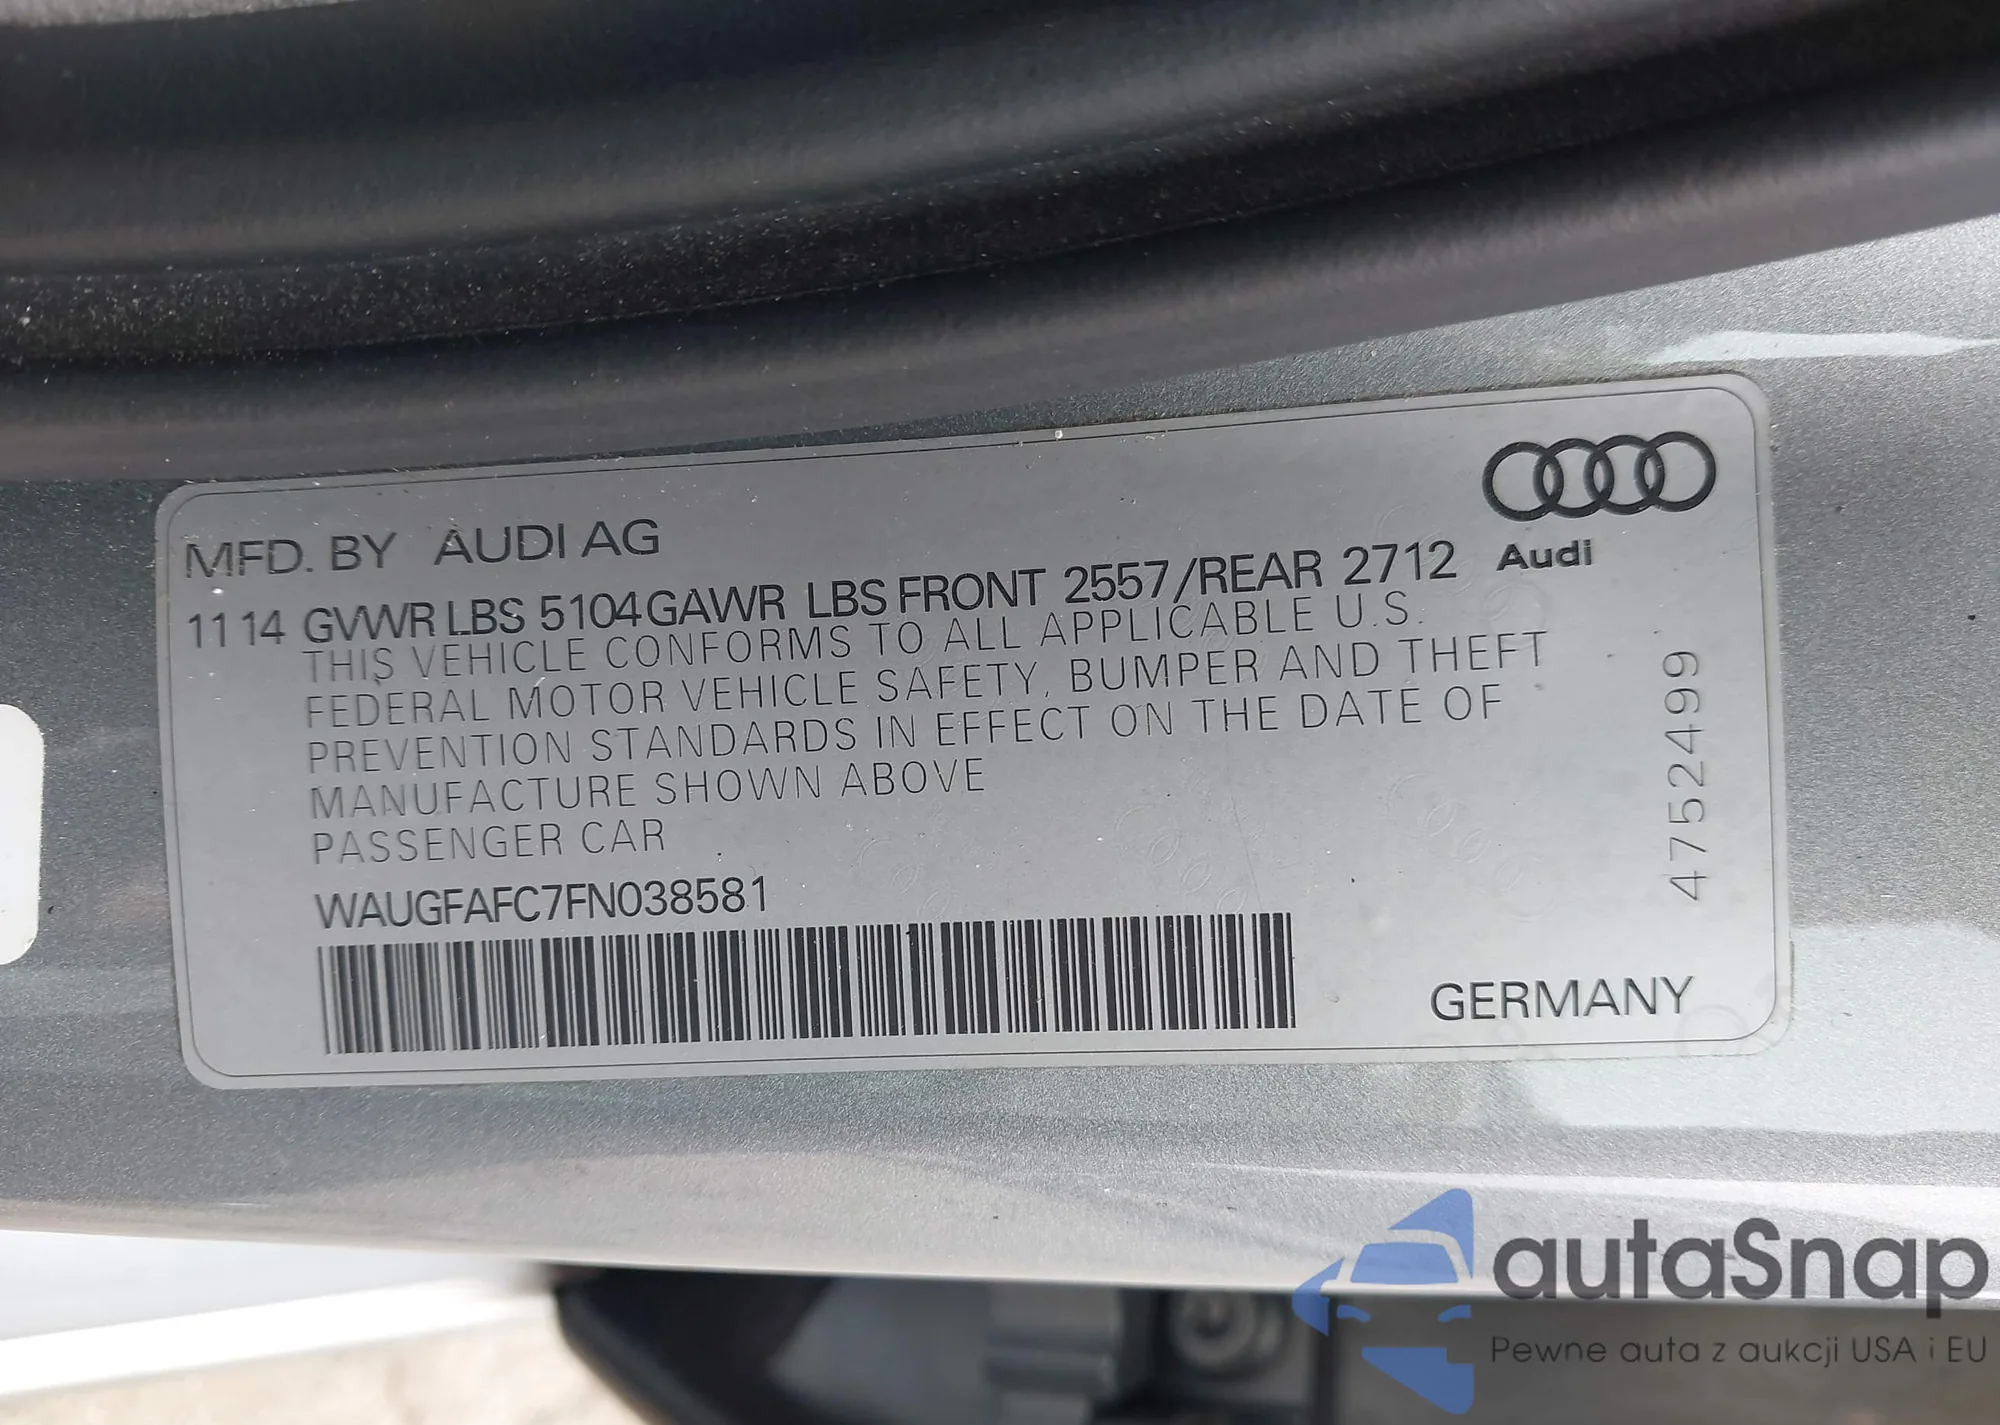 MFD. BY AUDI AG
Audi
1114 GVWR LBS 5104 GAWR LBS FRONT 2557/REAR 2712
THIS VEHICLE CONFORMS TO ALL APPLICABLE U.S.
FEDERAL MOTOR VEHICLE SAFETY, BUMPER AND THEFT
PREVENTION STANDARDS IN EFFECT ON THE DATE OF
MANUFACTURE SHOWN ABOVE
PASSENGER CAR
WAUGFAFC7FN038581
4752499
GERMANY
autaSnap
Pewne auta z aukcji USA i EU